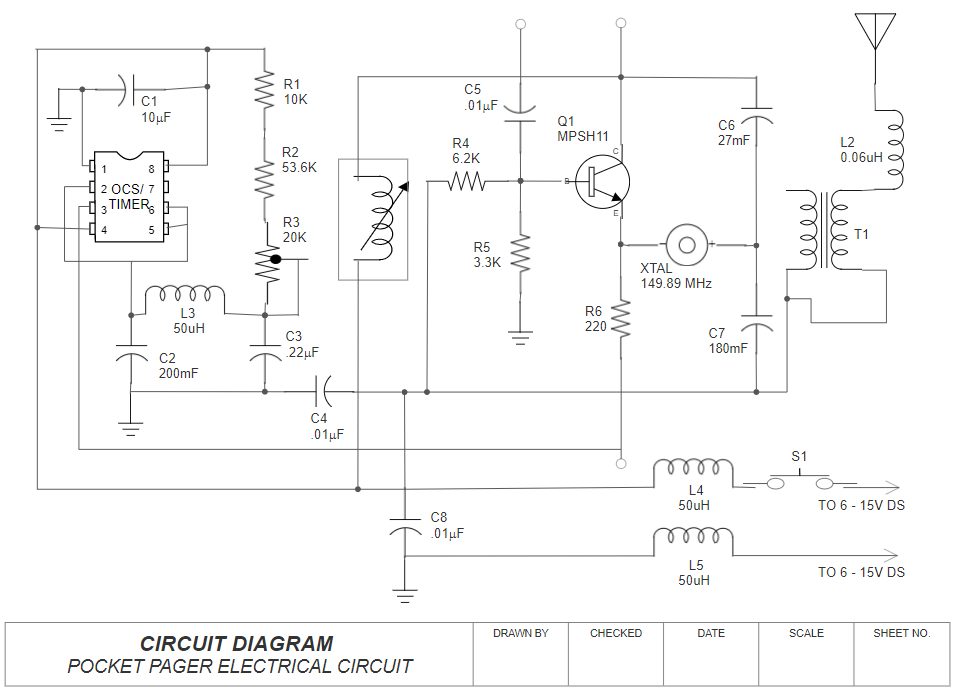 C1
10µF
R1
10K
C5
.01µF
Q1
MPSH11
C
B
E
C6
27mF
L2
0.06uH
R2
53.6K
R4
6.2K
1
2
3
4
8
7
6
5
OCS/
TIMER
R3
20K
R5
3.3K
T1
XTAL
149.89 MHz
- +
L3
50uH
R6
220
C7
180mF
C2
200mF
C3
.22µF
C4
.01µF
S1
L4
50uH
TO 6 - 15V DS
C8
.01µF
L5
50uH
TO 6 - 15V DS
CIRCUIT DIAGRAM
POCKET PAGER ELECTRICAL CIRCUIT
DRAWN BY
CHECKED
DATE
SCALE
SHEET NO.